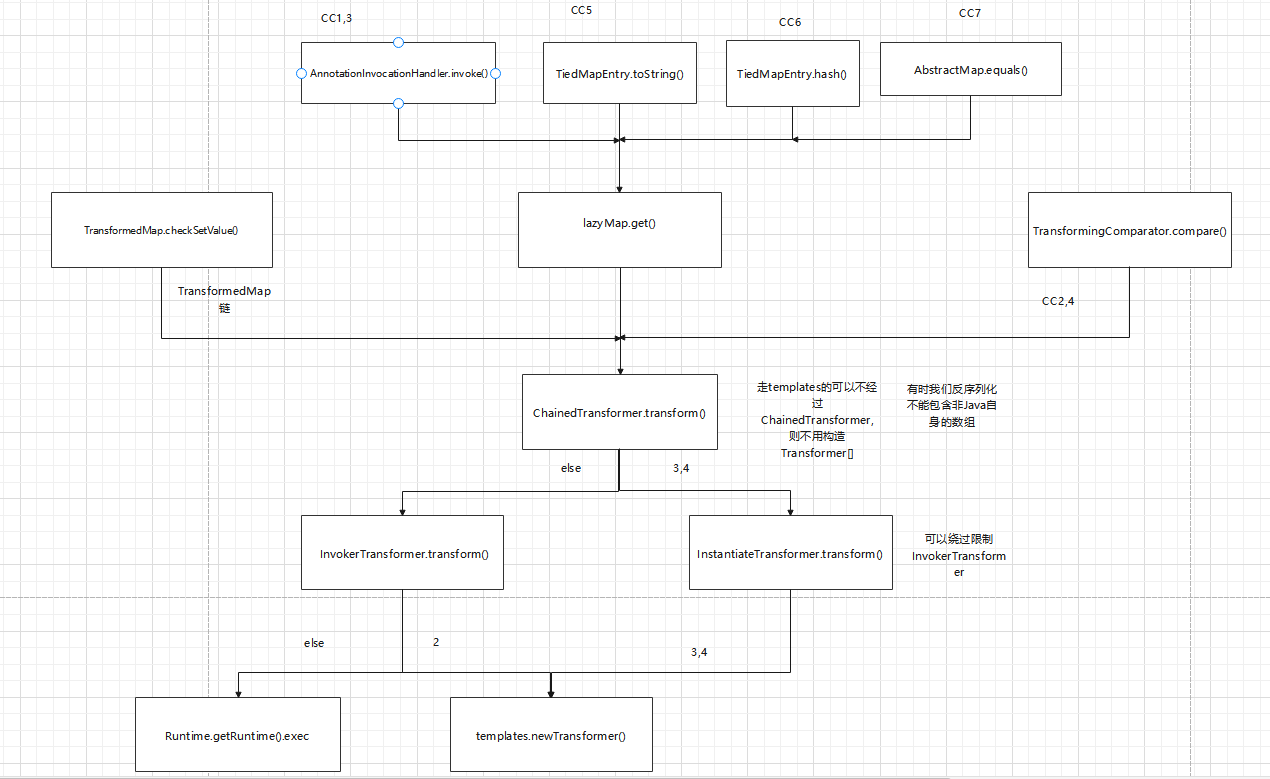 CC1,3
CC5
CC6
CC7
AnnotationInvocationHandler.invoke()
TiedMapEntry.toString()
TiedMapEntry.hash()
AbstractMap.equals()
TransformedMap.checkSetValue()
lazyMap.get()
TransformingComparator.compare()
TransformedMap
链
CC2,4
ChainedTransformer.transform()
走templates的可以不经
过
ChainedTransformer,
则不用构造
Transformer[]
有时我们反序列化
不能包含非Java自
身的数组
else
3,4
InvokerTransformer.transform()
InstantiateTransformer.transform()
可以绕过限制
InvokerTransform
er
else
2
3,4
Runtime.getRuntime().exec
templates.newTransformer()